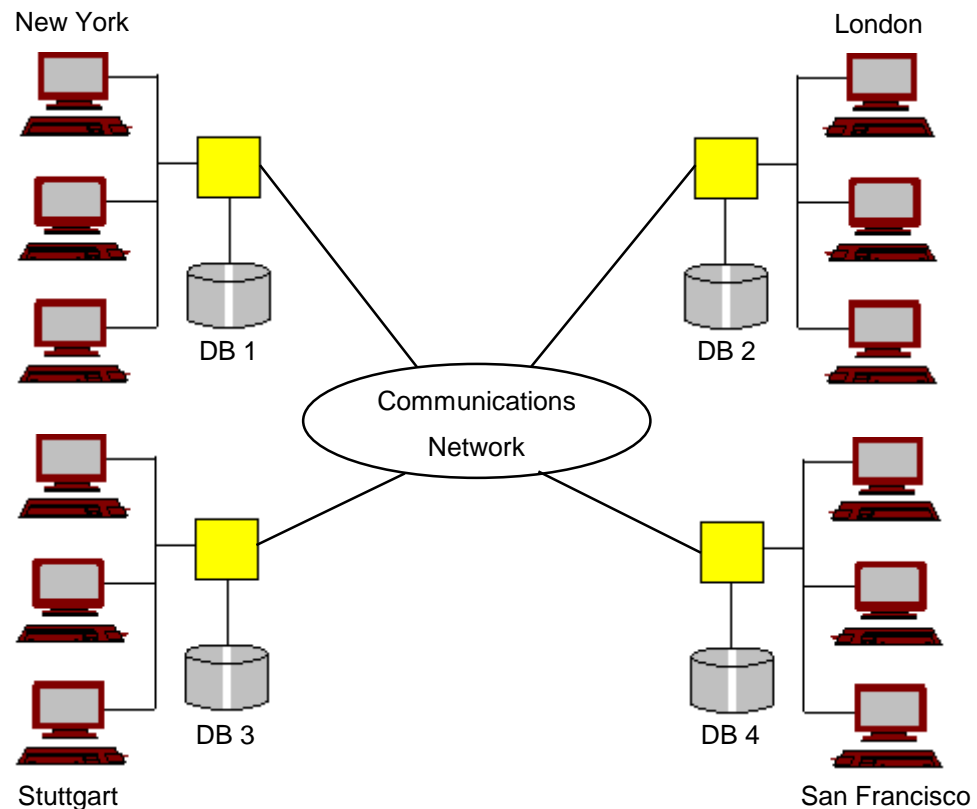 New York
London
DB 1
DB 2
Communications
Network
DB 3
DB 4
Stuttgart
San Francisco